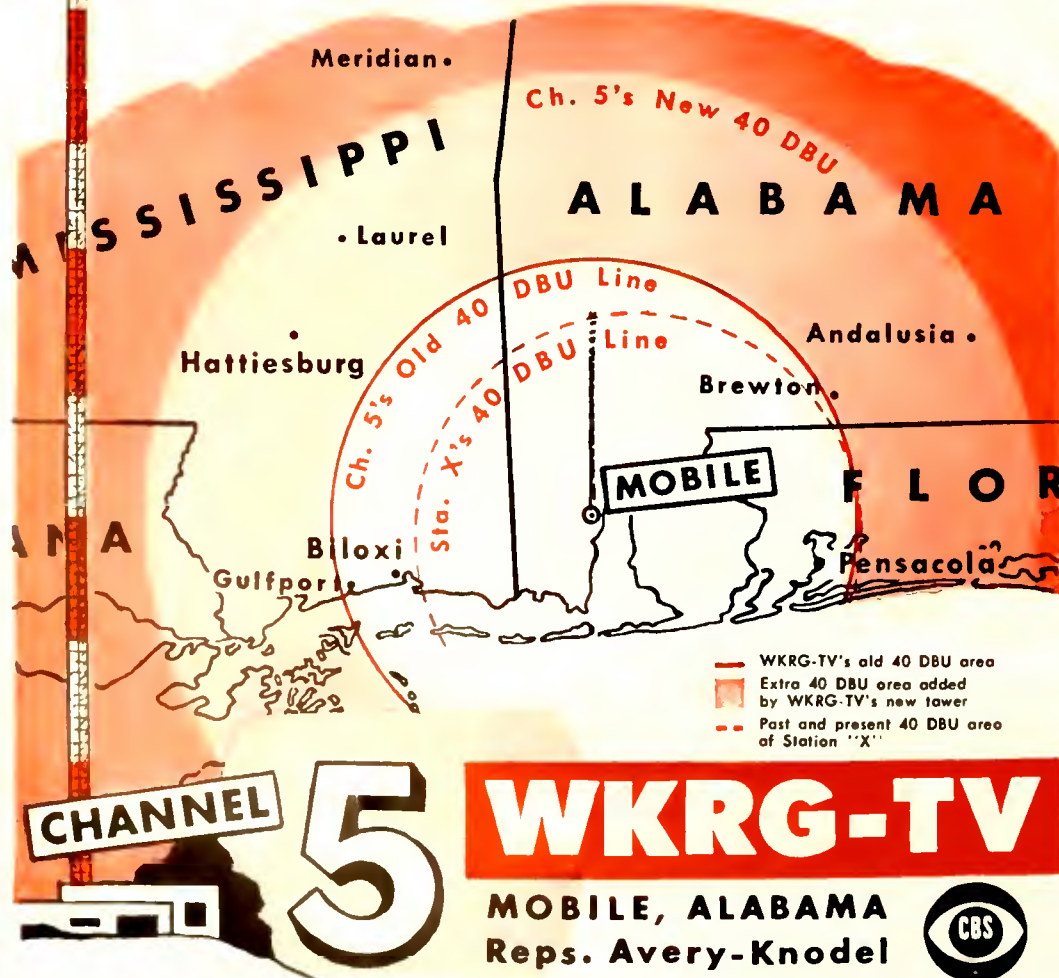 Meridian
Ch. 5's New 40 DBU
MISSISSIPPI
ALABAMA
Laurel
Ch. 5's Old 40 DBU Line
Sta. X's 40 DBU Line
Hattiesburg
Andalusia
Brewton
MOBILE
FLOR
ANA
Biloxi
Gulfport
Pensacola
WKRG-TV's old 40 DBU area
Extra 40 DBU area added
by WKRG-TV's new tower
Past and present 40 DBU area
of Station "X"
CHANNEL 5
WKRG-TV
MOBILE, ALABAMA
Reps. Avery-Knodel
CBS